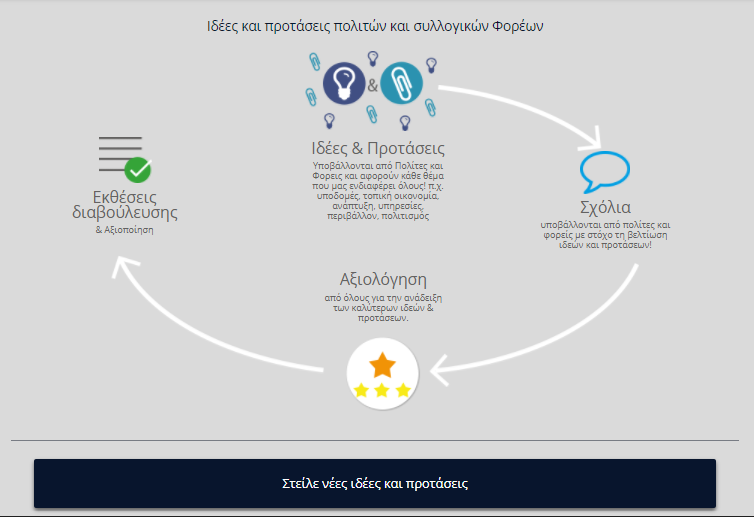 Ιδέες και προτάσεις πολιτών και συλλογικών Φορέων
&
Ιδέες & Προτάσεις
Υποβάλλονται από Πολίτες και
Φορεις και αφορούν κάθε θέμα
που μας ενδιαφέρει όλους! π.χ.
υποδομές, τοπική οικονομία,
ανάπτυξη, υπηρεσίες,
περιβάλλον, πολιτισμός
Σχόλια
υποβάλλονται από πολίτες και
φορείς με στόχο τη βελτίωση
ιδεών και προτάσεων!
Αξιολόγηση
από όλους για την ανάδειξη
των καλύτερων ιδεών &
προτάσεων.
Εκθέσεις
διαβούλευσης
& Αξιοποίηση
Στείλε νέες ιδέες και προτάσεις